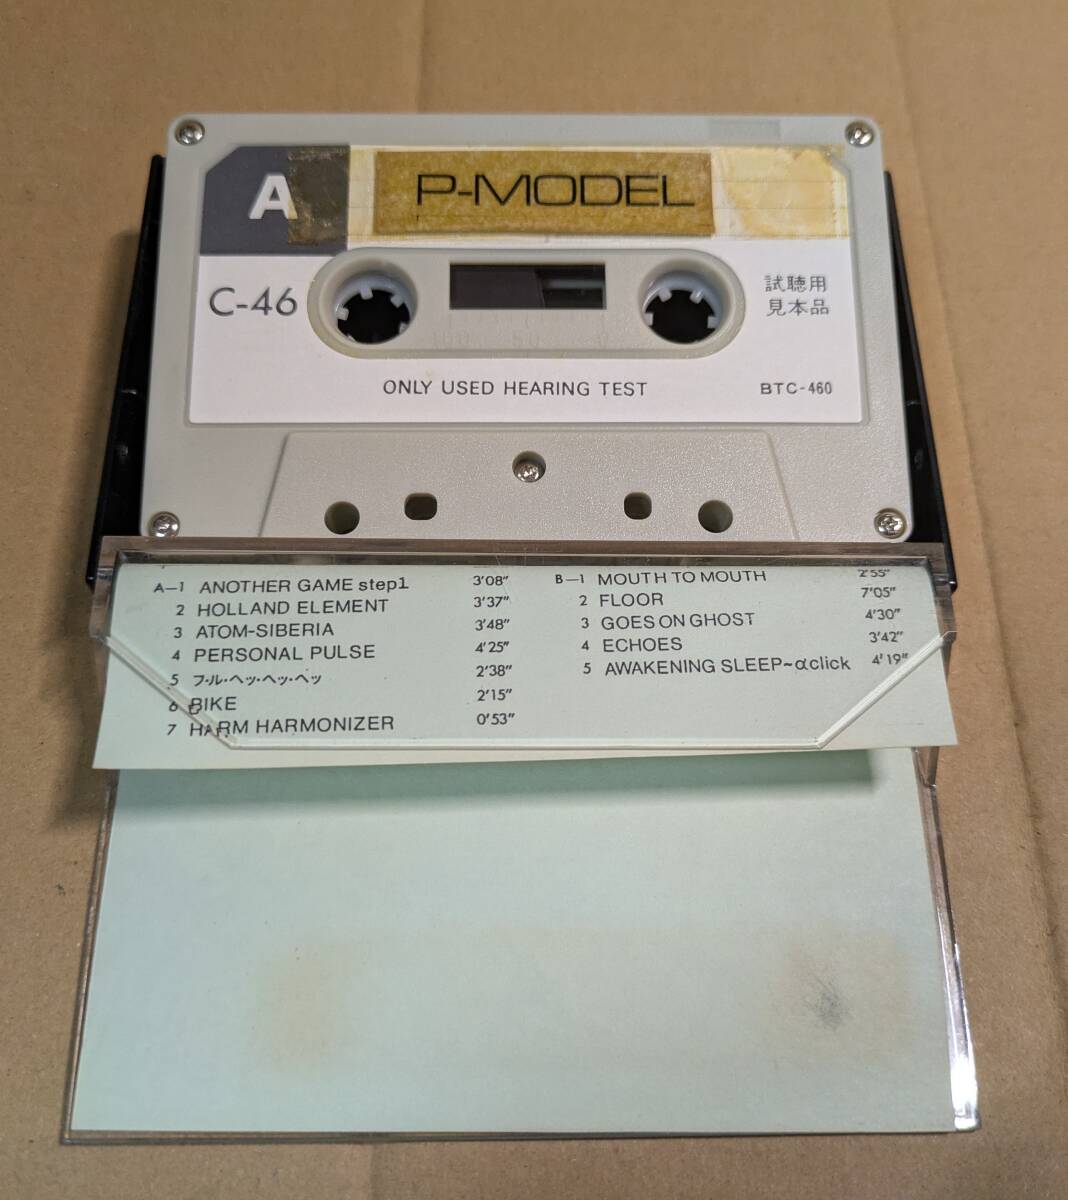 A
P-MODEL
C-46
試聴用
見本品
100 50 0
ONLY USED HEARING TEST
BTC-460
A—1 ANOTHER GAME step1 3′08″
2 HOLLAND ELEMENT 3′37″
3 ATOM-SIBERIA 3′48″
4 PERSONAL PULSE 4′25″
5 フ・ル・ヘッ・ヘッ・ヘッ 2′38″
6 BIKE 2′15″
7 HARM HARMONIZER 0′53″
B—1 MOUTH TO MOUTH 2′55″
2 FLOOR 7′05″
3 GOES ON GHOST 4′30″
4 ECHOES 3′42″
5 AWAKENING SLEEP~αclick 4′19″